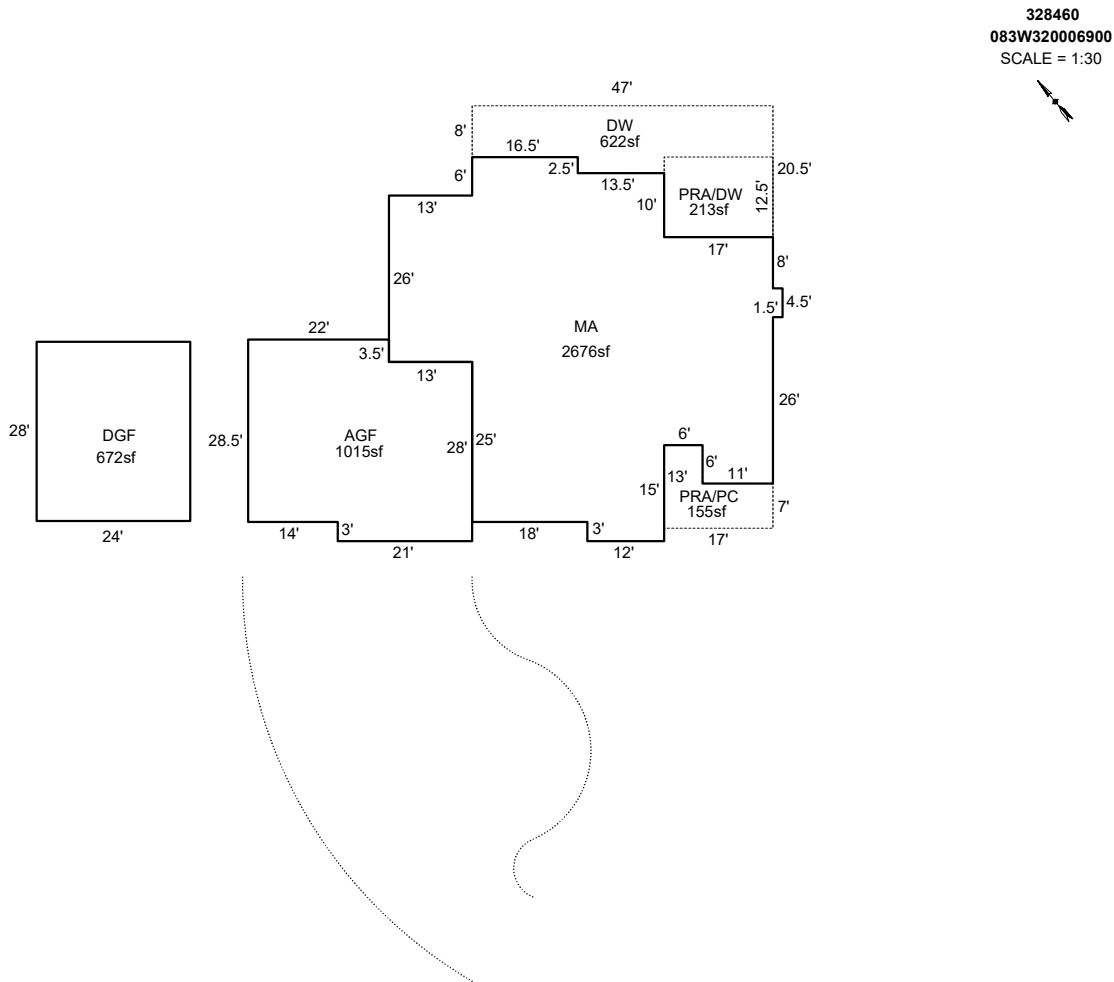 328460
083W320006900
SCALE = 1:30
47'
8'
DW
622sf
16.5'
2.5'
13.5'
20.5'
6'
13'
10'
PRA/DW
213sf
12.5'
17'
8'
26'
1.5'
4.5'
MA
2676sf
22'
3.5'
13'
28'
DGF
672sf
24'
28.5'
AGF
1015sf
28'
25'
26'
6'
6'
11'
13'
15'
PRA/PC
155sf
7'
17'
14'
3'
21'
18'
3'
12'